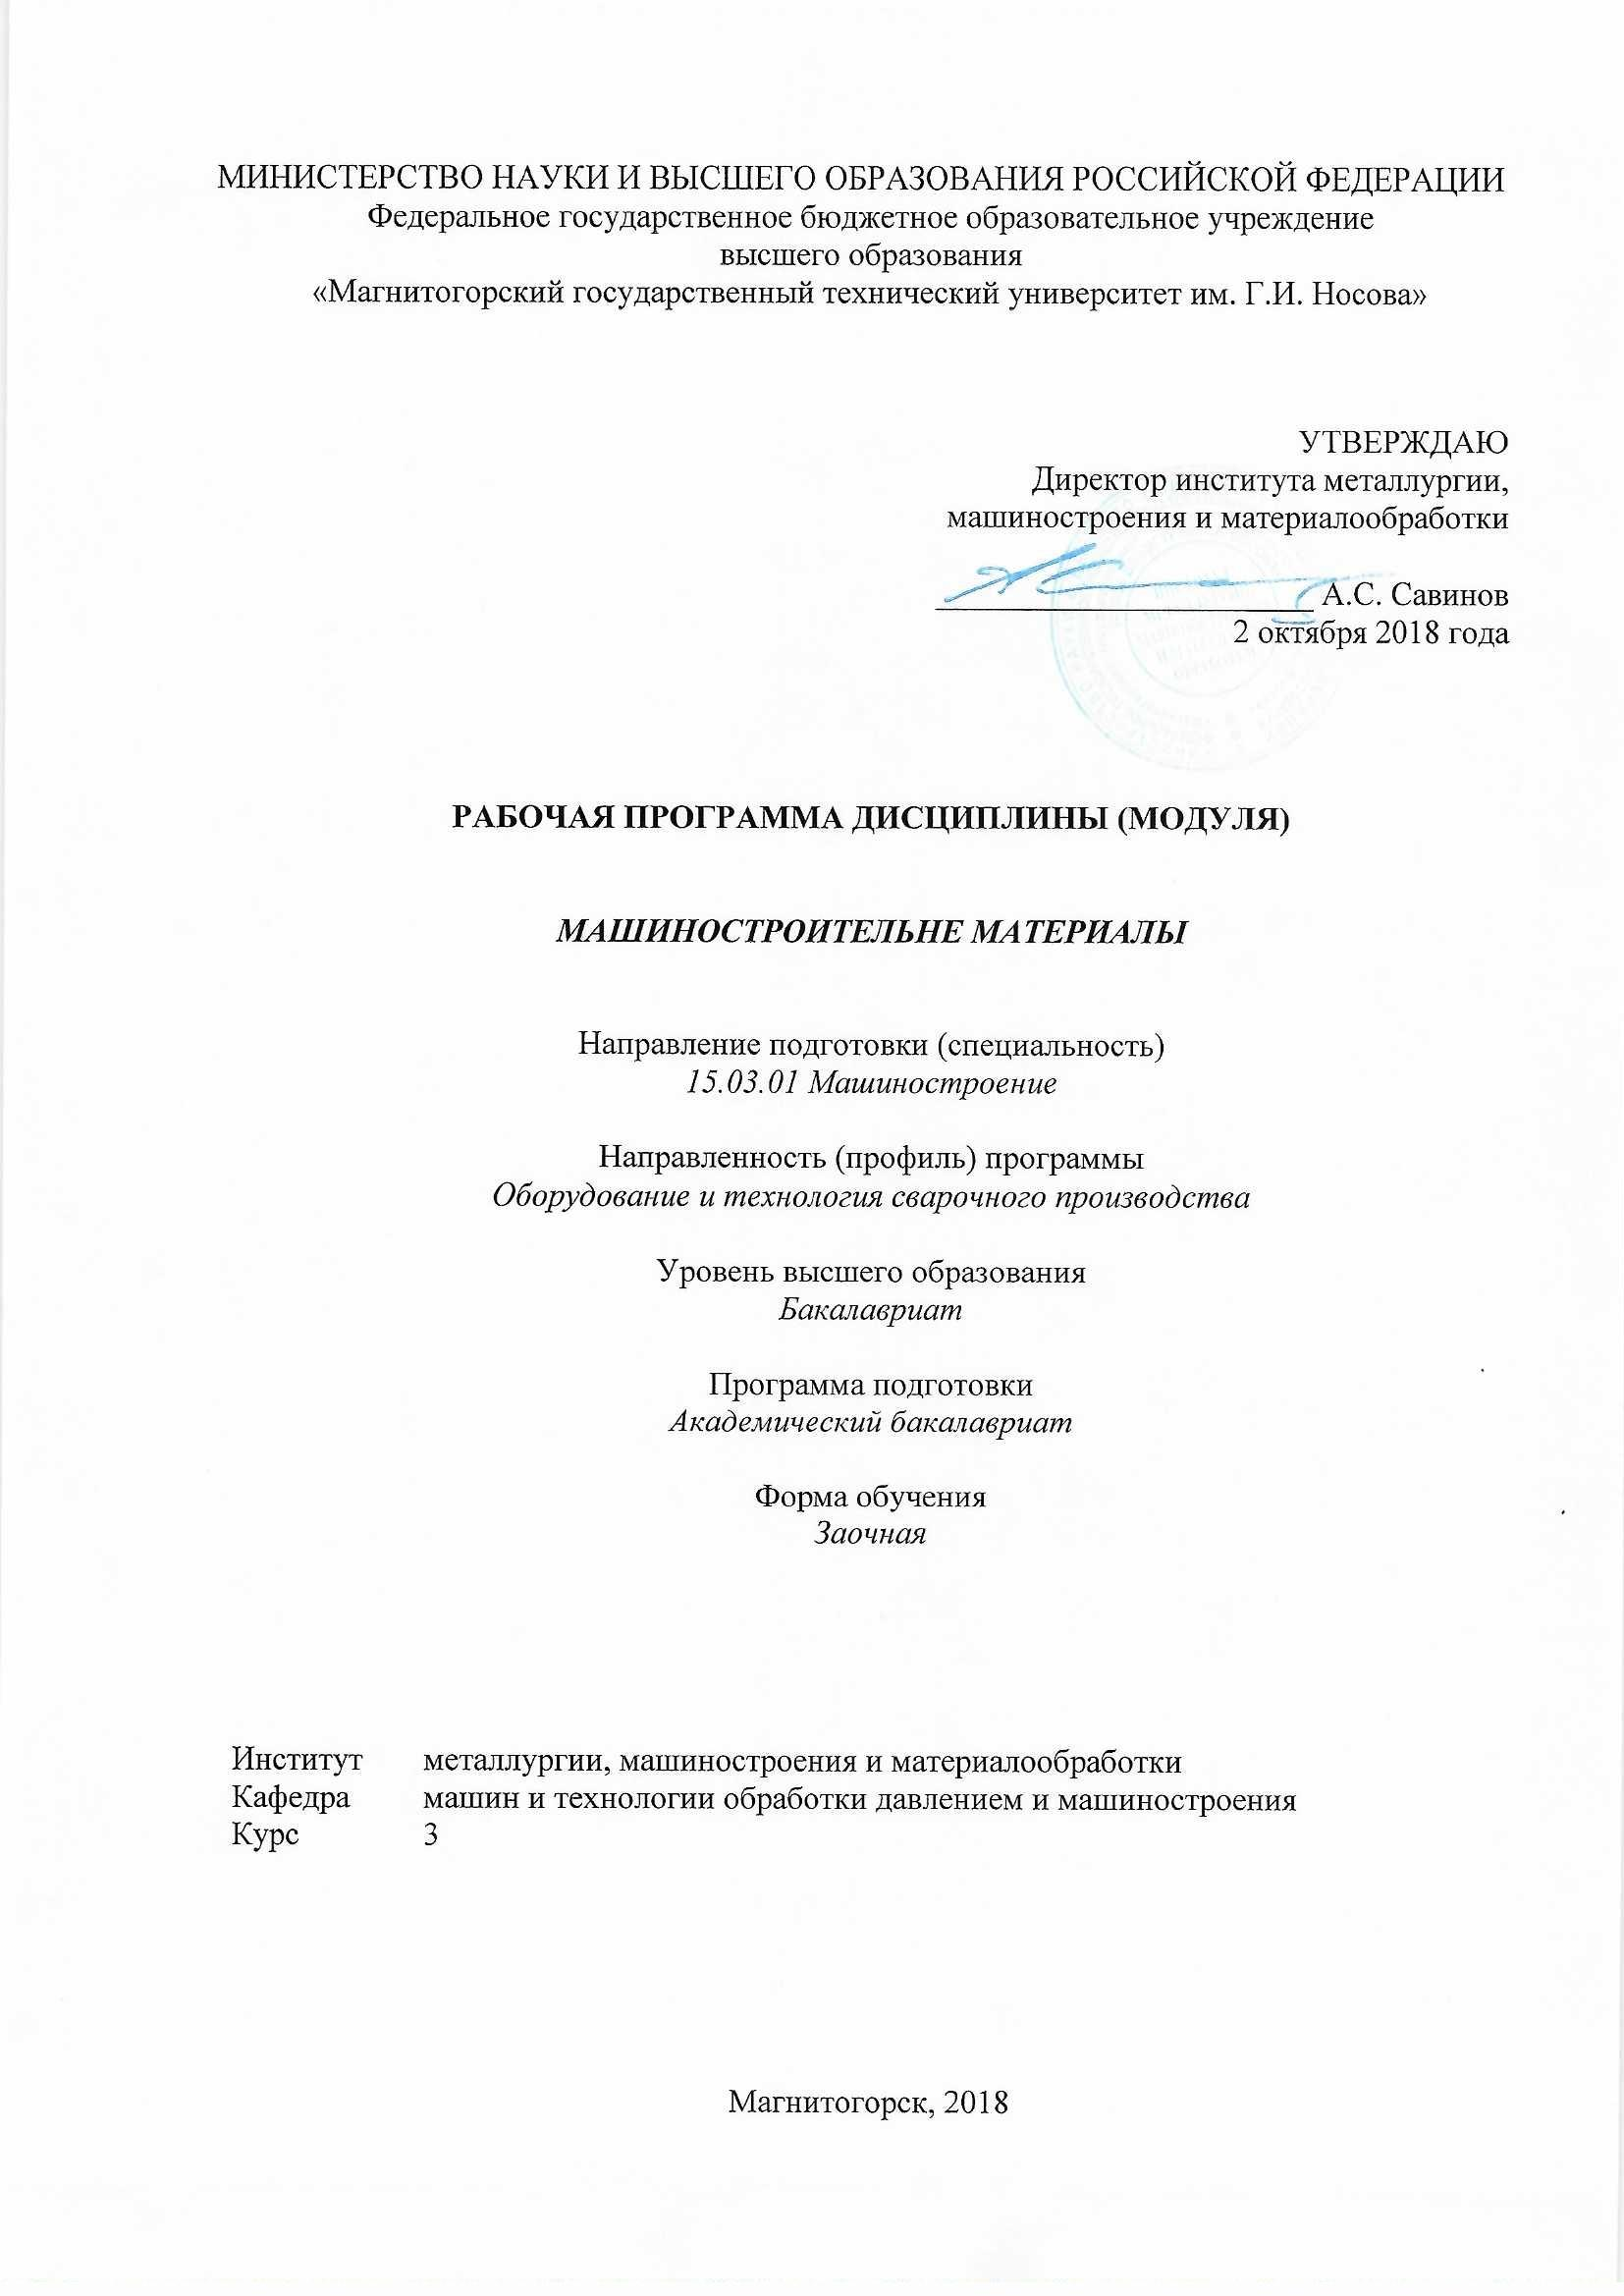 МИНИСТЕРСТВО НАУКИ И ВЫСШЕГО ОБРАЗОВАНИЯ РОССИЙСКОЙ ФЕДЕРАЦИИ
Федеральное государственное бюджетное образовательное учреждение
высшего образования
«Магнитогорский государственный технический университет им. Г.И. Носова»
УТВЕРЖДАЮ
Директор института металлургии,
машиностроения и материалообработки
А.С. Савинов
2 октября 2018 года
РАБОЧАЯ ПРОГРАММА ДИСЦИПЛИНЫ (МОДУЛЯ)
МАШИНОСТРОИТЕЛЬНЕ МАТЕРИАЛЫ
Направление подготовки (специальность)
15.03.01 Машиностроение
Направленность (профиль) программы
Оборудование и технология сварочного производства
Уровень высшего образования
Бакалавриат
Программа подготовки
Академический бакалавриат
Форма обучения
Заочная
Институт металлургии, машиностроения и материалообработки
Кафедра машин и технологии обработки давлением и машиностроения
Курс 3
Магнитогорск, 2018